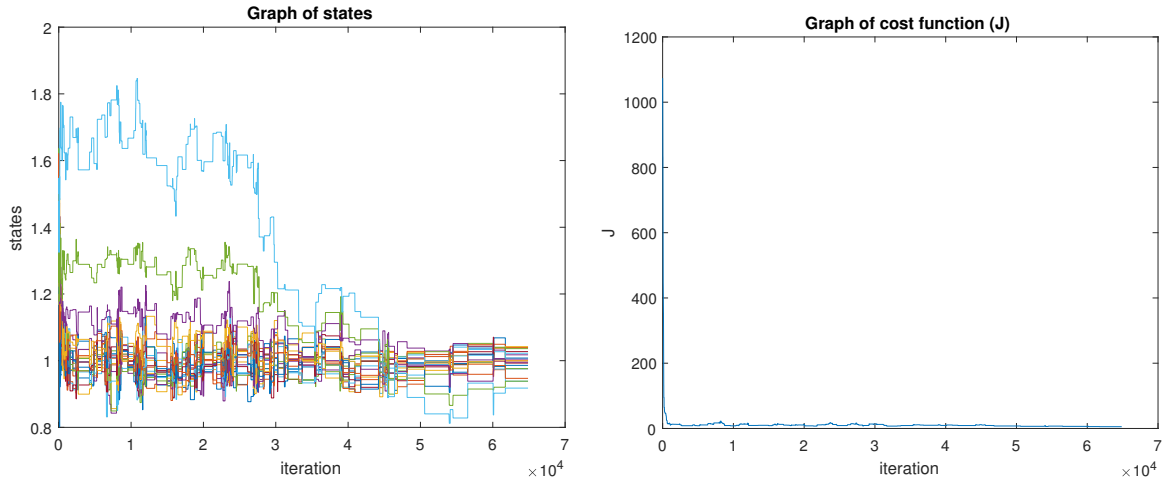 Graph of states
2
1.8
1.6
1.4
1.2
1
0.8
states
0 1 2 3 4 5 6 7
iteration
×10^4
Graph of cost function (J)
1200
1000
800
600
400
200
0
J
0 1 2 3 4 5 6 7
iteration
×10^4